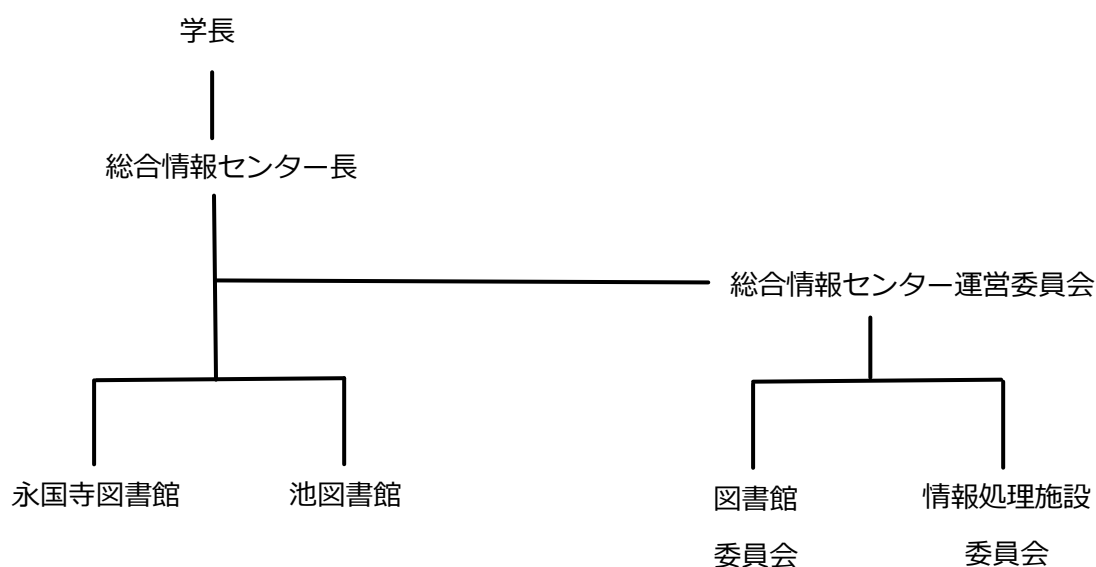 学長
総合情報センター長
総合情報センター運営委員会
永国寺図書館
池図書館
図書館
委員会
情報処理施設
委員会